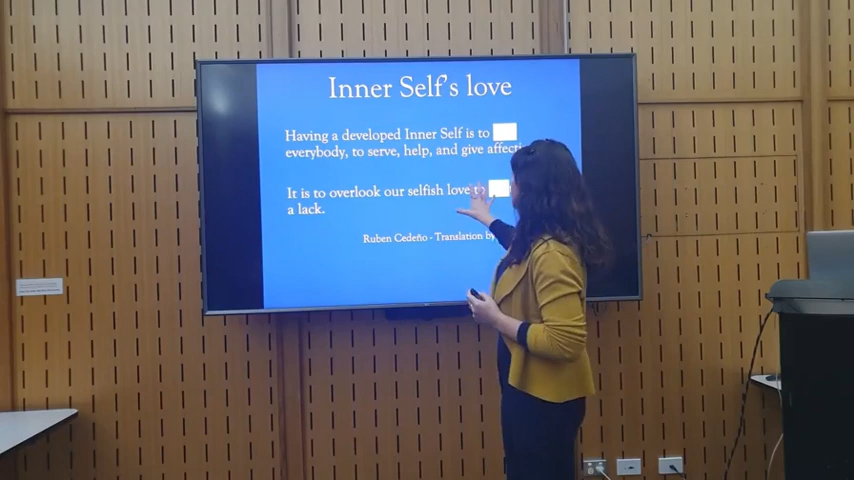 Inner Self's love
Having a developed Inner Self is to
everybody, to serve, help, and give
It is to overlook our selfish love to
a lack.
Ruben Cedeño - Translation by